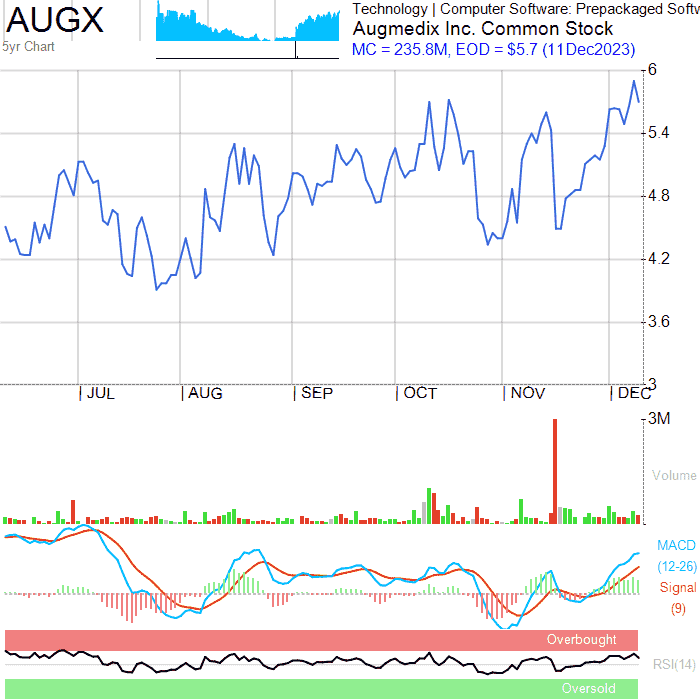 AUGX
5yr Chart
Technology | Computer Software: Prepackaged Softw
Augmedix Inc. Common Stock
MC = 235.8M, EOD = $5.7 (11Dec2023)
6
5.4
4.8
4.2
3.6
3
| JUL | AUG | SEP | OCT | NOV | DEC
3M
Volume
MACD
(12-26)
Signal
(9)
Overbought
RSI(14)
Oversold